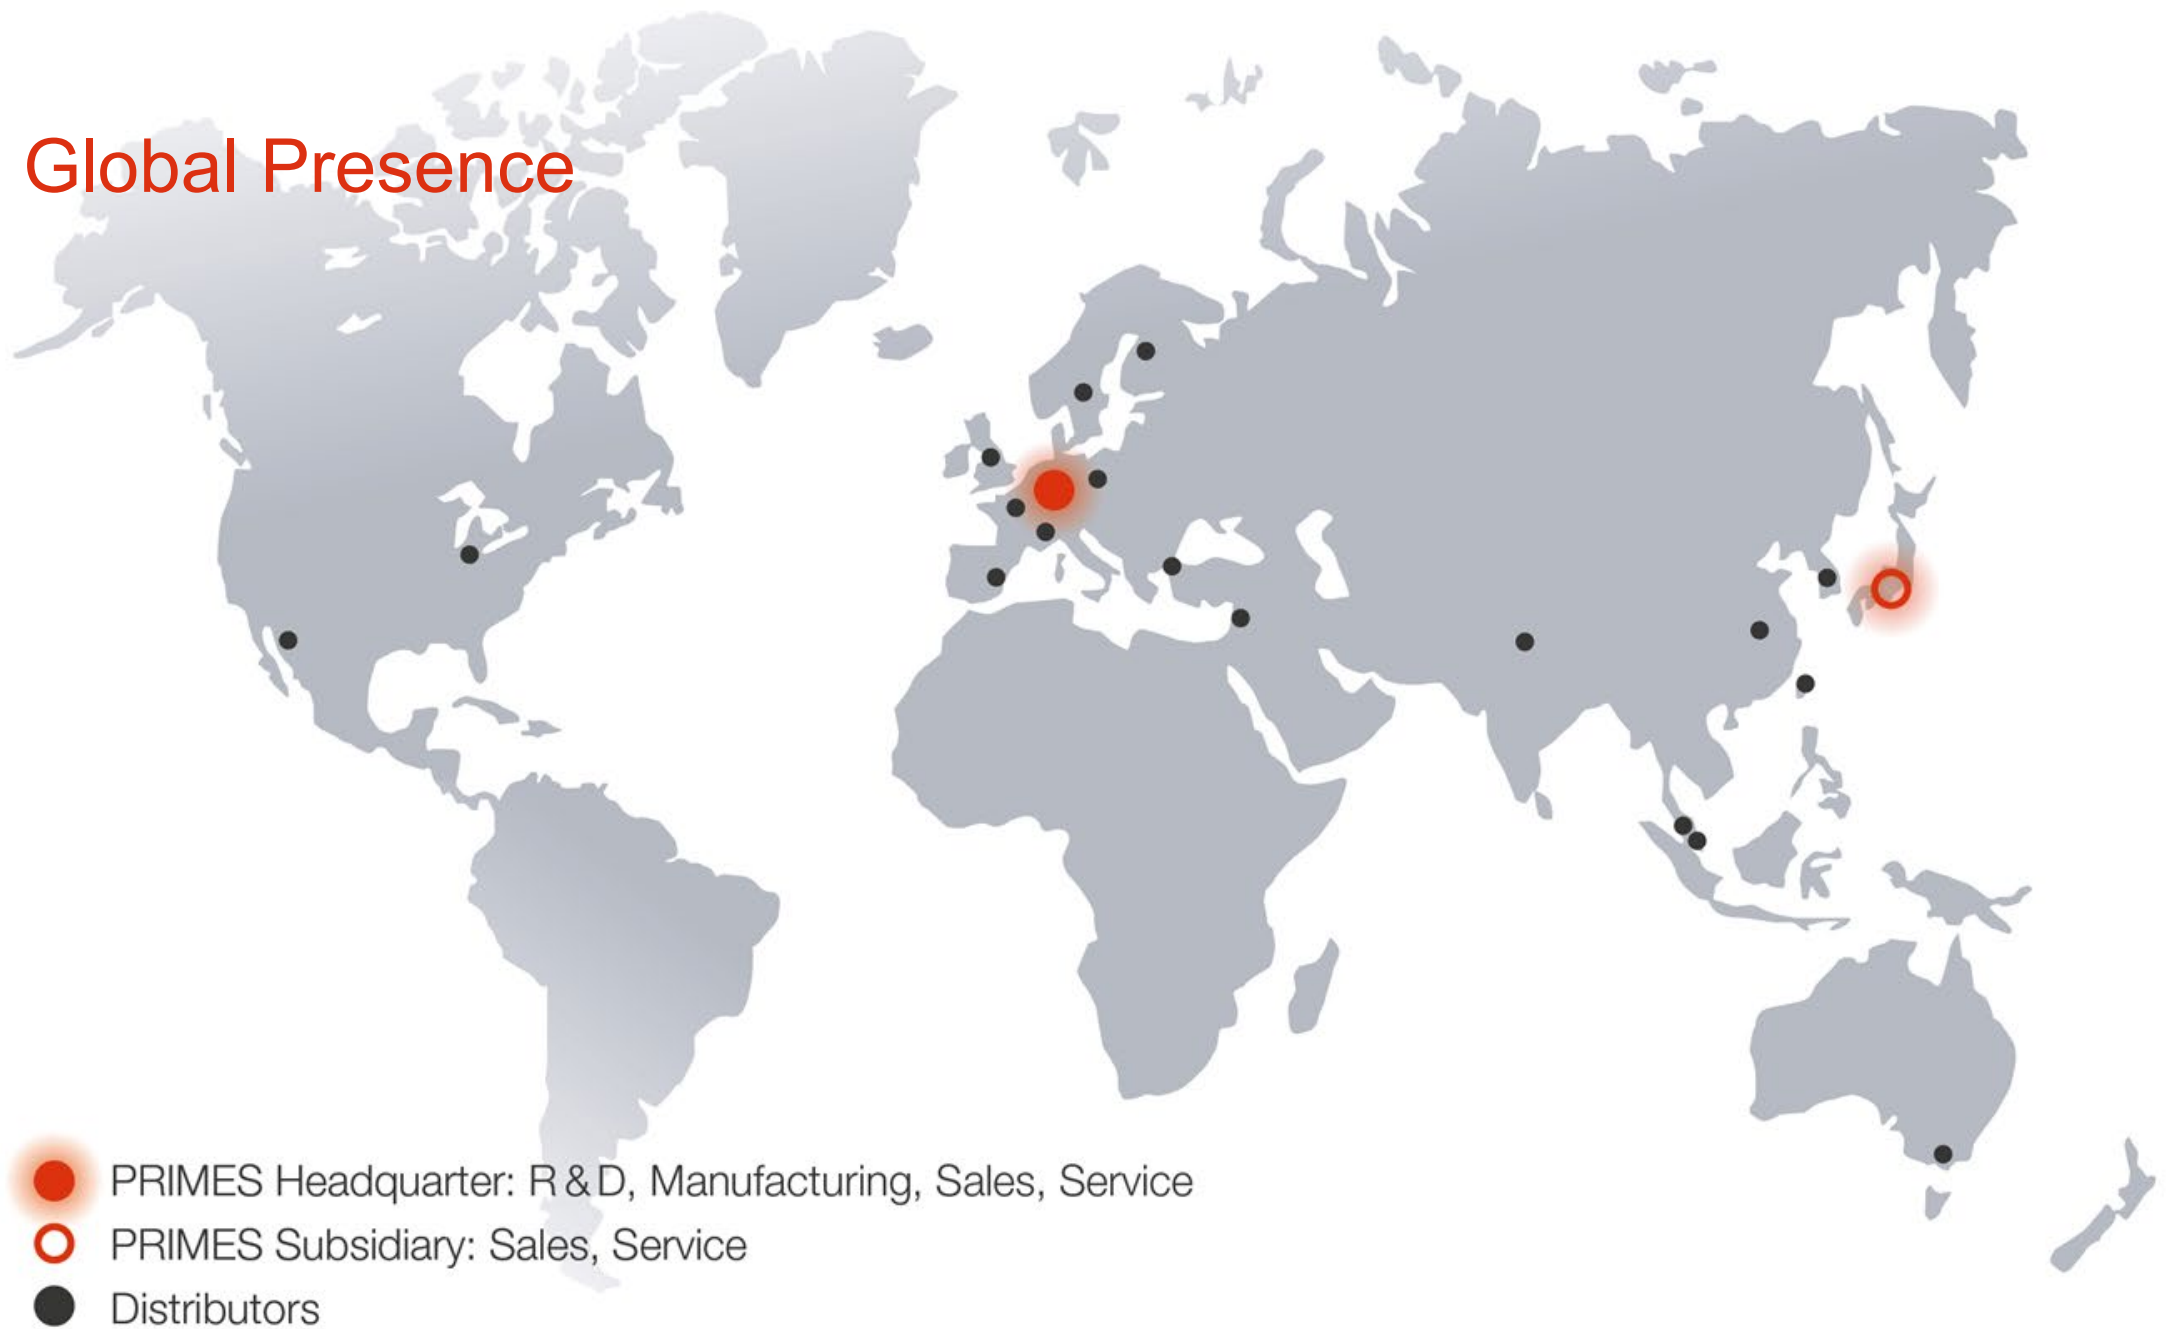 Global Presence
PRIMES Headquarter: R & D, Manufacturing, Sales, Service
PRIMES Subsidiary: Sales, Service
Distributors